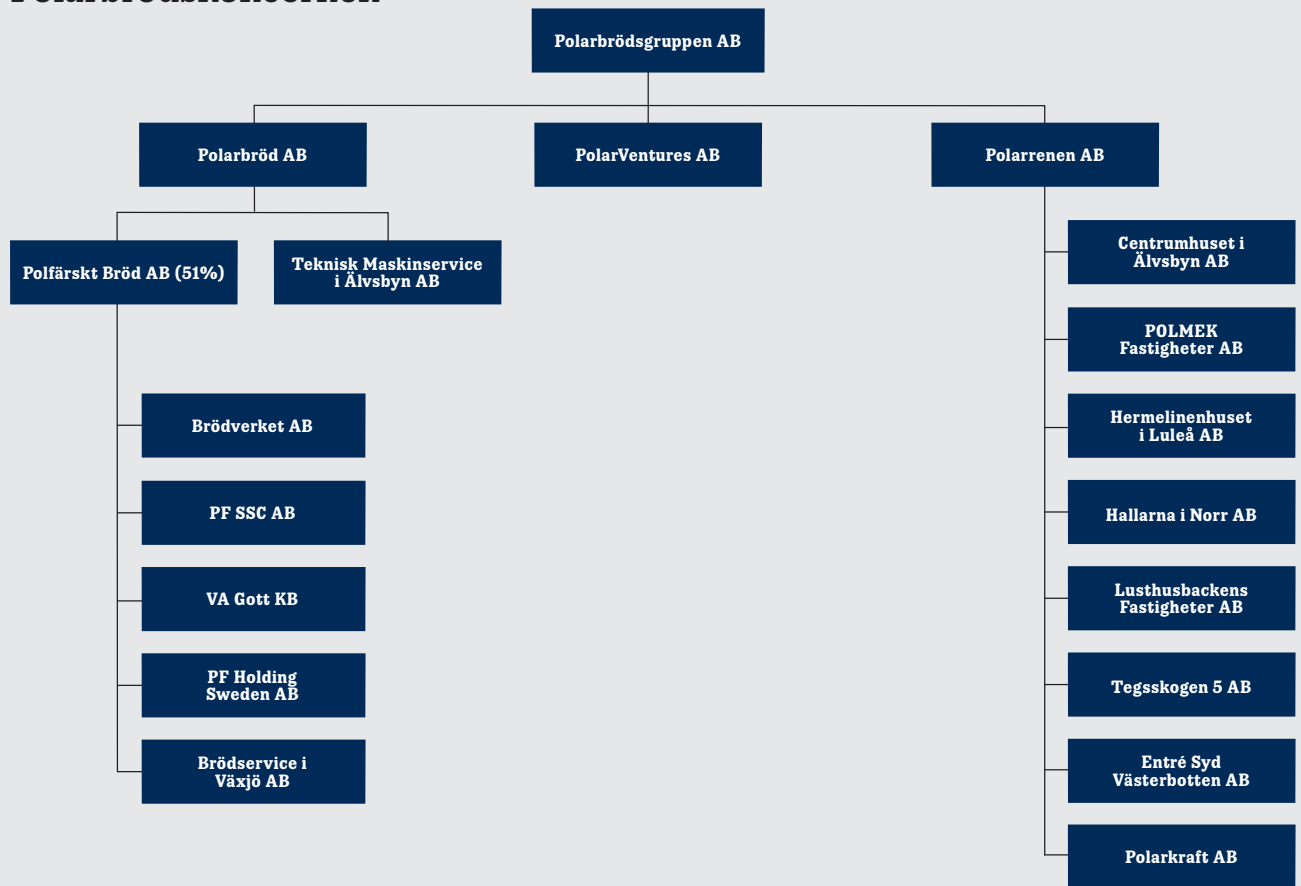 Polarbrödskoncernen
Polarbrödsgruppen AB
Polarbröd AB
PolarVentures AB
Polarrenen AB
Polfärskt Bröd AB (51%)
Teknisk Maskinservice
i Älvsbyn AB
Brödverket AB
PF SSC AB
VA Gott KB
PF Holding
Sweden AB
Brödservice i
Växjö AB
Centrumhuset i
Älvsbyn AB
POLMEK
Fastigheter AB
Hermelinenhuset
i Luleå AB
Hallarna i Norr AB
Lusthusbackens
Fastigheter AB
Tegsskogen 5 AB
Entré Syd
Västerbotten AB
Polarkraft AB